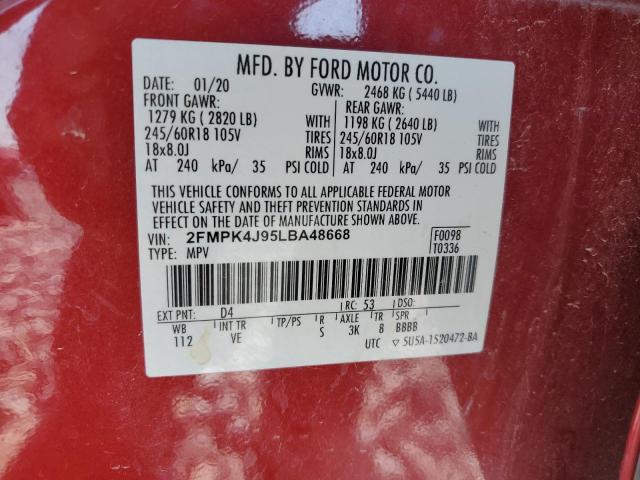 MFD. BY FORD MOTOR CO.
DATE: 01/20 GVWR: 2468 KG ( 5440 LB)
FRONT GAWR: REAR GAWR:
1279 KG ( 2820 LB) WITH 1198 KG ( 2640 LB) WITH
245/60R18 105V TIRES 245/60R18 105V TIRES
18x8.0J RIMS 18x8.0J RIMS
AT 240 kPa/ 35 PSI COLD AT 240 kPa/ 35 PSI COLD
THIS VEHICLE CONFORMS TO ALL APPLICABLE FEDERAL MOTOR
VEHICLE SAFETY AND THEFT PREVENTION STANDARDS IN
EFFECT ON THE DATE OF MANUFACTURE SHOWN ABOVE.
VIN: 2FMPK4J95LBA48668 F0098
TYPE: MPV T0336
EXT PNT: D4 RC: 53 DSO:
WB INT TR TP/PS R AXLE TR SPR
112 VE S 3K 8 BBBB
UTC ▽ 5U5A-1520472-BA